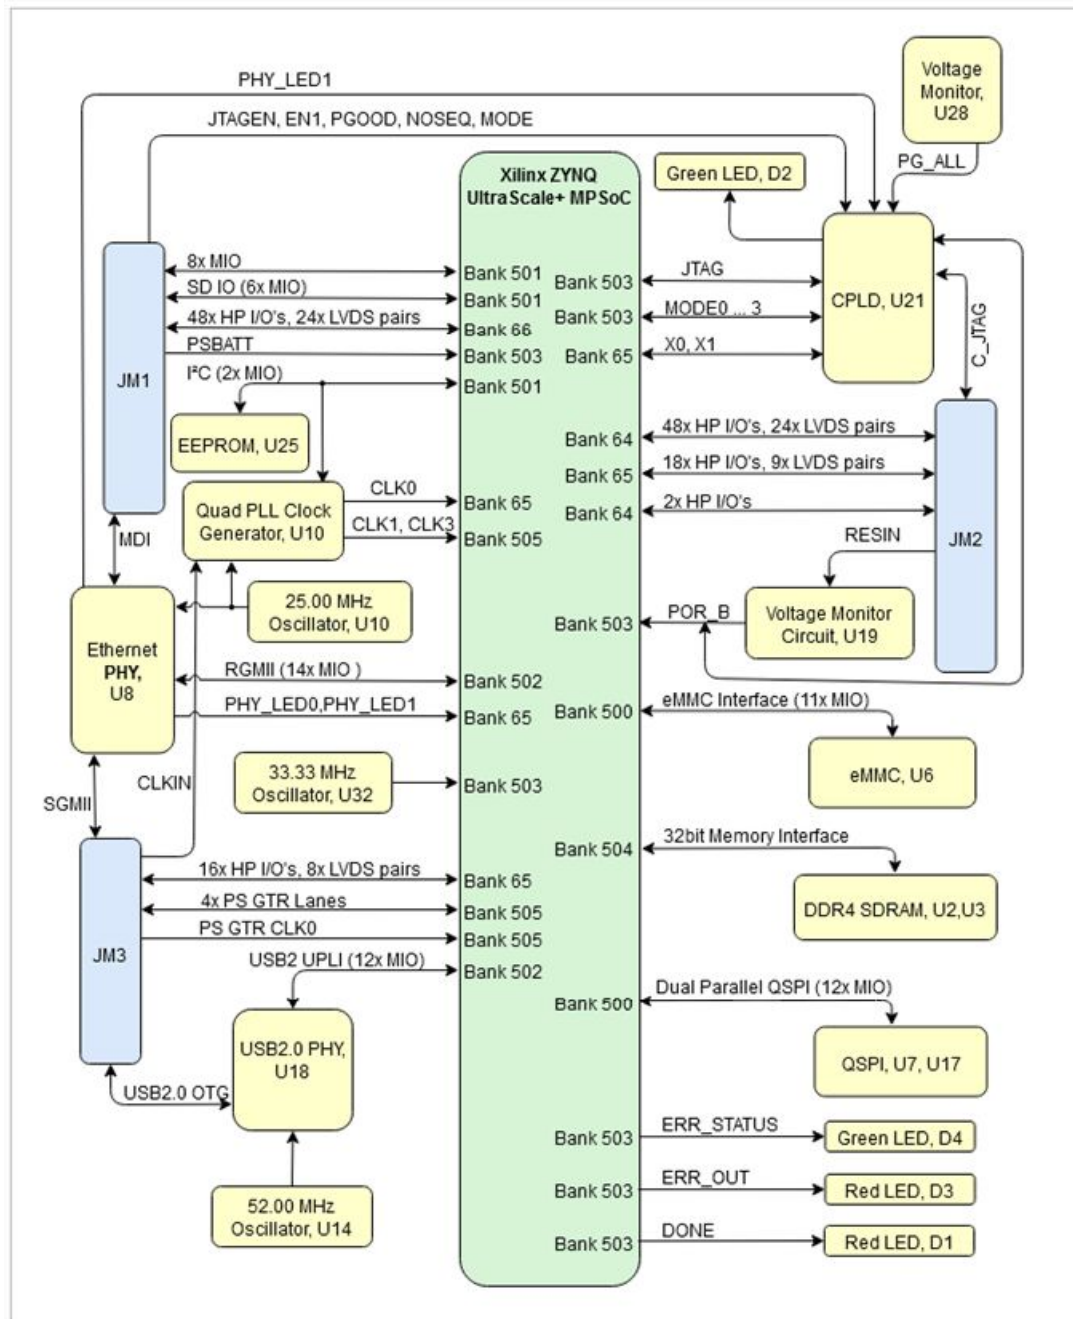 PHY_LED1
Voltage
Monitor,
U28
JTAGEN, EN1, PGOOD, NOSEQ, MODE
PG_ALL
Xilinx ZYNQ
UltraScale+ MPSoC
Green LED, D2
CPLD, U21
C_JTAG
JM1
8x MIO
Bank 501
SD IO (6x MIO)
Bank 501
48x HP I/O's, 24x LVDS pairs
Bank 66
PSBATT
Bank 503
I²C (2x MIO)
Bank 501
Bank 503
JTAG
Bank 503
MODE0 ... 3
Bank 65
X0, X1
EEPROM, U25
Quad PLL Clock
Generator, U10
CLK0
Bank 65
CLK1, CLK3
Bank 505
Bank 64
48x HP I/O's, 24x LVDS pairs
Bank 65
18x HP I/O's, 9x LVDS pairs
Bank 64
2x HP I/O's
JM2
RESIN
MDI
25.00 MHz
Oscillator, U10
Ethernet
PHY,
U8
Bank 503
POR_B
Voltage Monitor
Circuit, U19
RGMII (14x MIO )
Bank 502
PHY_LED0,PHY_LED1
Bank 65
Bank 500
eMMC Interface (11x MIO)
eMMC, U6
SGMII
CLKIN
33.33 MHz
Oscillator, U32
Bank 503
Bank 504
32bit Memory Interface
DDR4 SDRAM, U2,U3
JM3
16x HP I/O's, 8x LVDS pairs
Bank 65
4x PS GTR Lanes
Bank 505
PS GTR CLK0
Bank 505
USB2 UPLI (12x MIO)
Bank 502
Bank 500
Dual Parallel QSPI (12x MIO)
QSPI, U7, U17
USB2.0 PHY,
U18
USB2.0 OTG
52.00 MHz
Oscillator, U14
Bank 503
ERR_STATUS
Green LED, D4
Bank 503
ERR_OUT
Red LED, D3
Bank 503
DONE
Red LED, D1